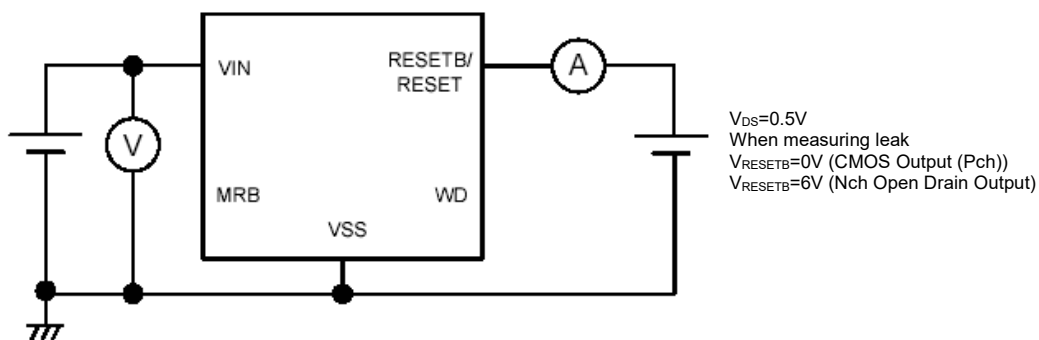 VIN
RESETB/
RESET
A
V
MRB
WD
VSS
VDS=0.5V
When measuring leak
VRESETB=0V (CMOS Output (Pch))
VRESETB=6V (Nch Open Drain Output)